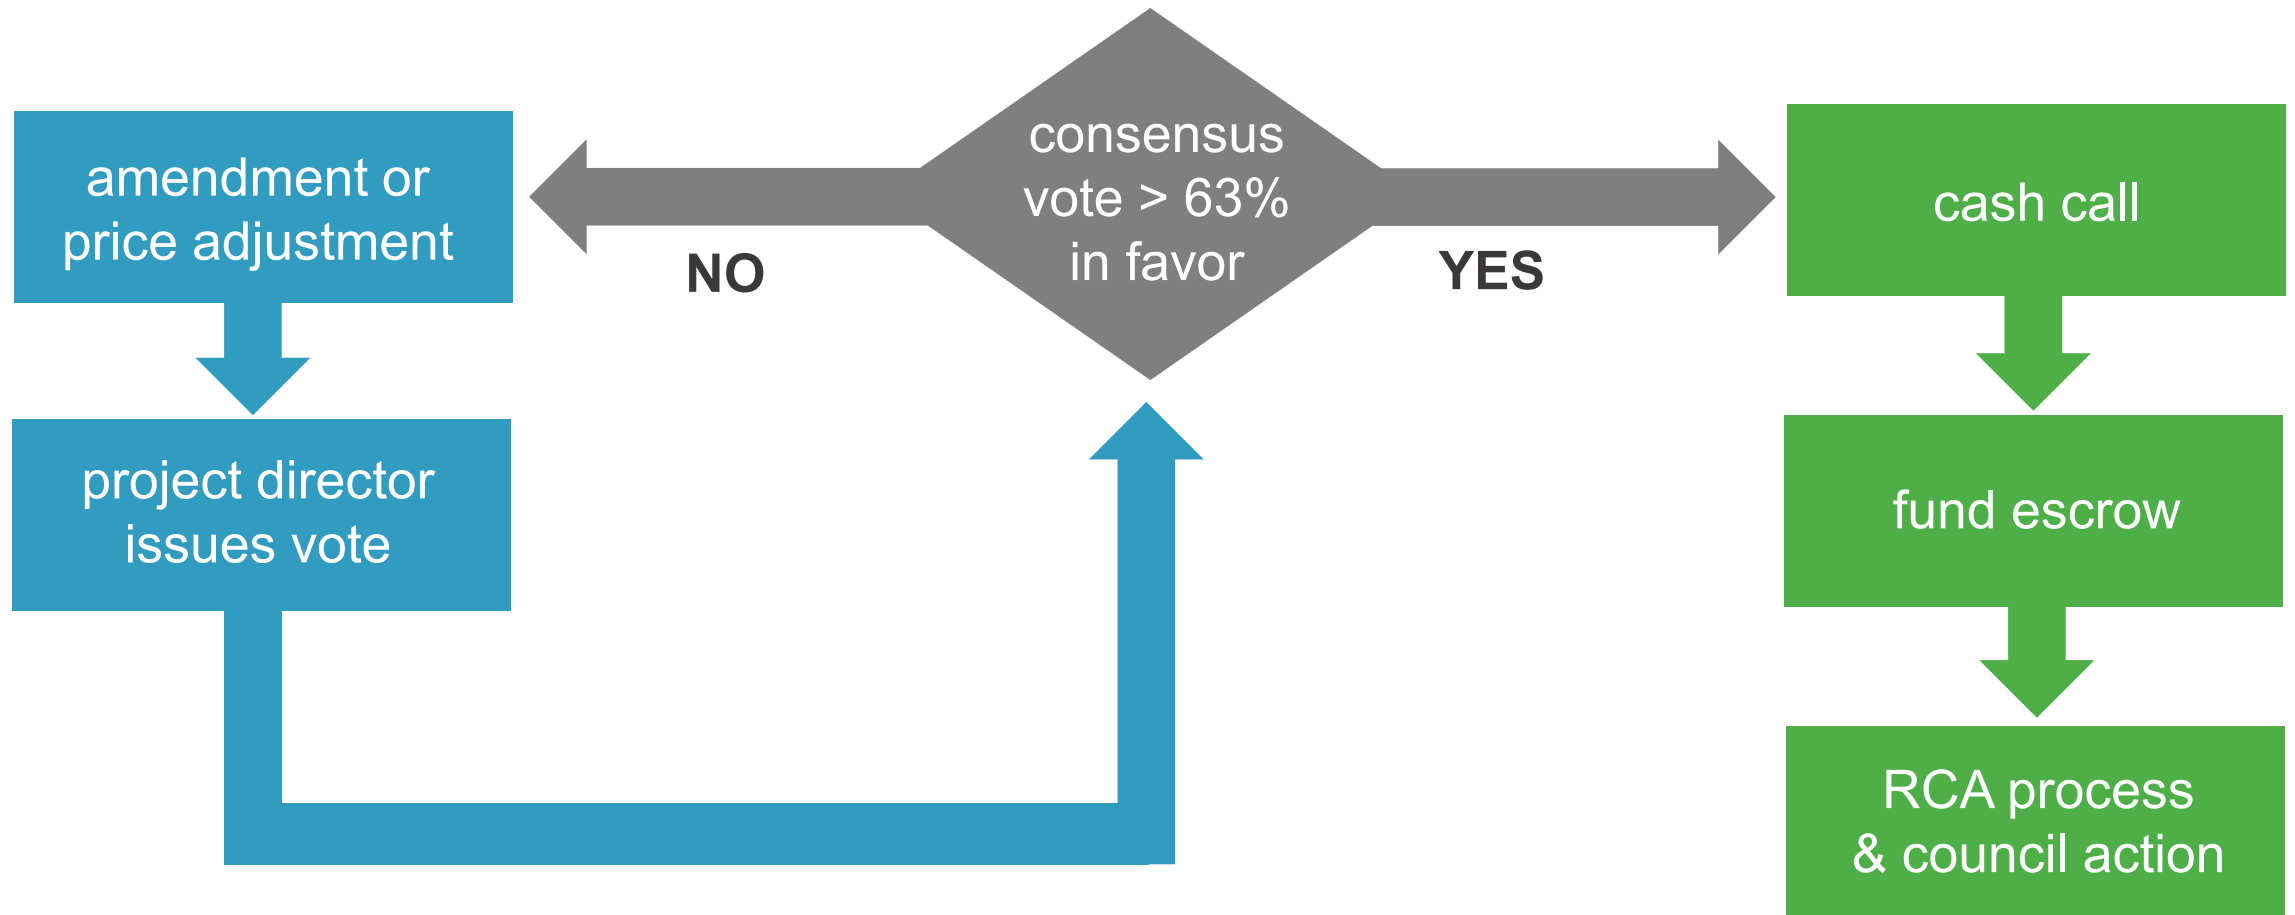 consensus
vote > 63%
in favor
NO
YES
amendment or
price adjustment
project director
issues vote
cash call
fund escrow
RCA process
& council action